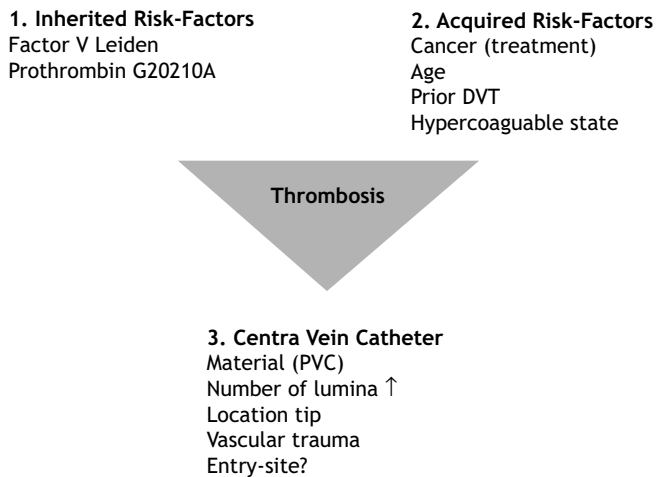 1. Inherited Risk-Factors
Factor V Leiden
Prothrombin G20210A
2. Acquired Risk-Factors
Cancer (treatment)
Age
Prior DVT
Hypercoaguable state
Thrombosis
3. Centra Vein Catheter
Material (PVC)
Number of lumina ↑
Location tip
Vascular trauma
Entry-site?